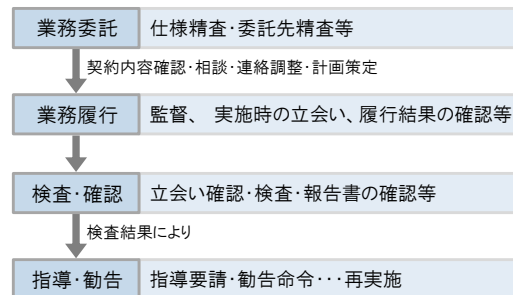 業務委託 仕様精査・委託先精査等
契約内容確認・相談・連絡調整・計画策定
業務履行 監督、 実施時の立会い、履行結果の確認等
検査・確認 立会い確認・検査・報告書の確認等
検査結果により
指導・勧告 指導要請・勧告命令・・・再実施